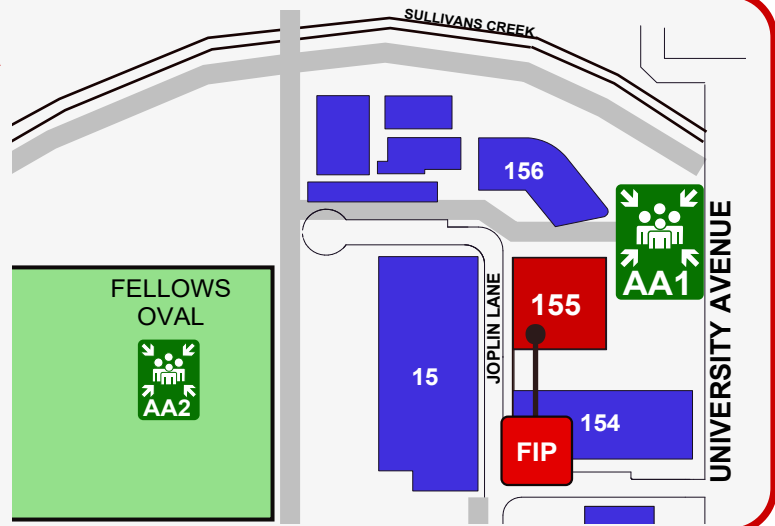 SULLIVANS CREEK
156
AA1
UNIVERSITY AVENUE
FELLOWS
OVAL
AA2
JOPLIN LANE
155
15
154
FIP